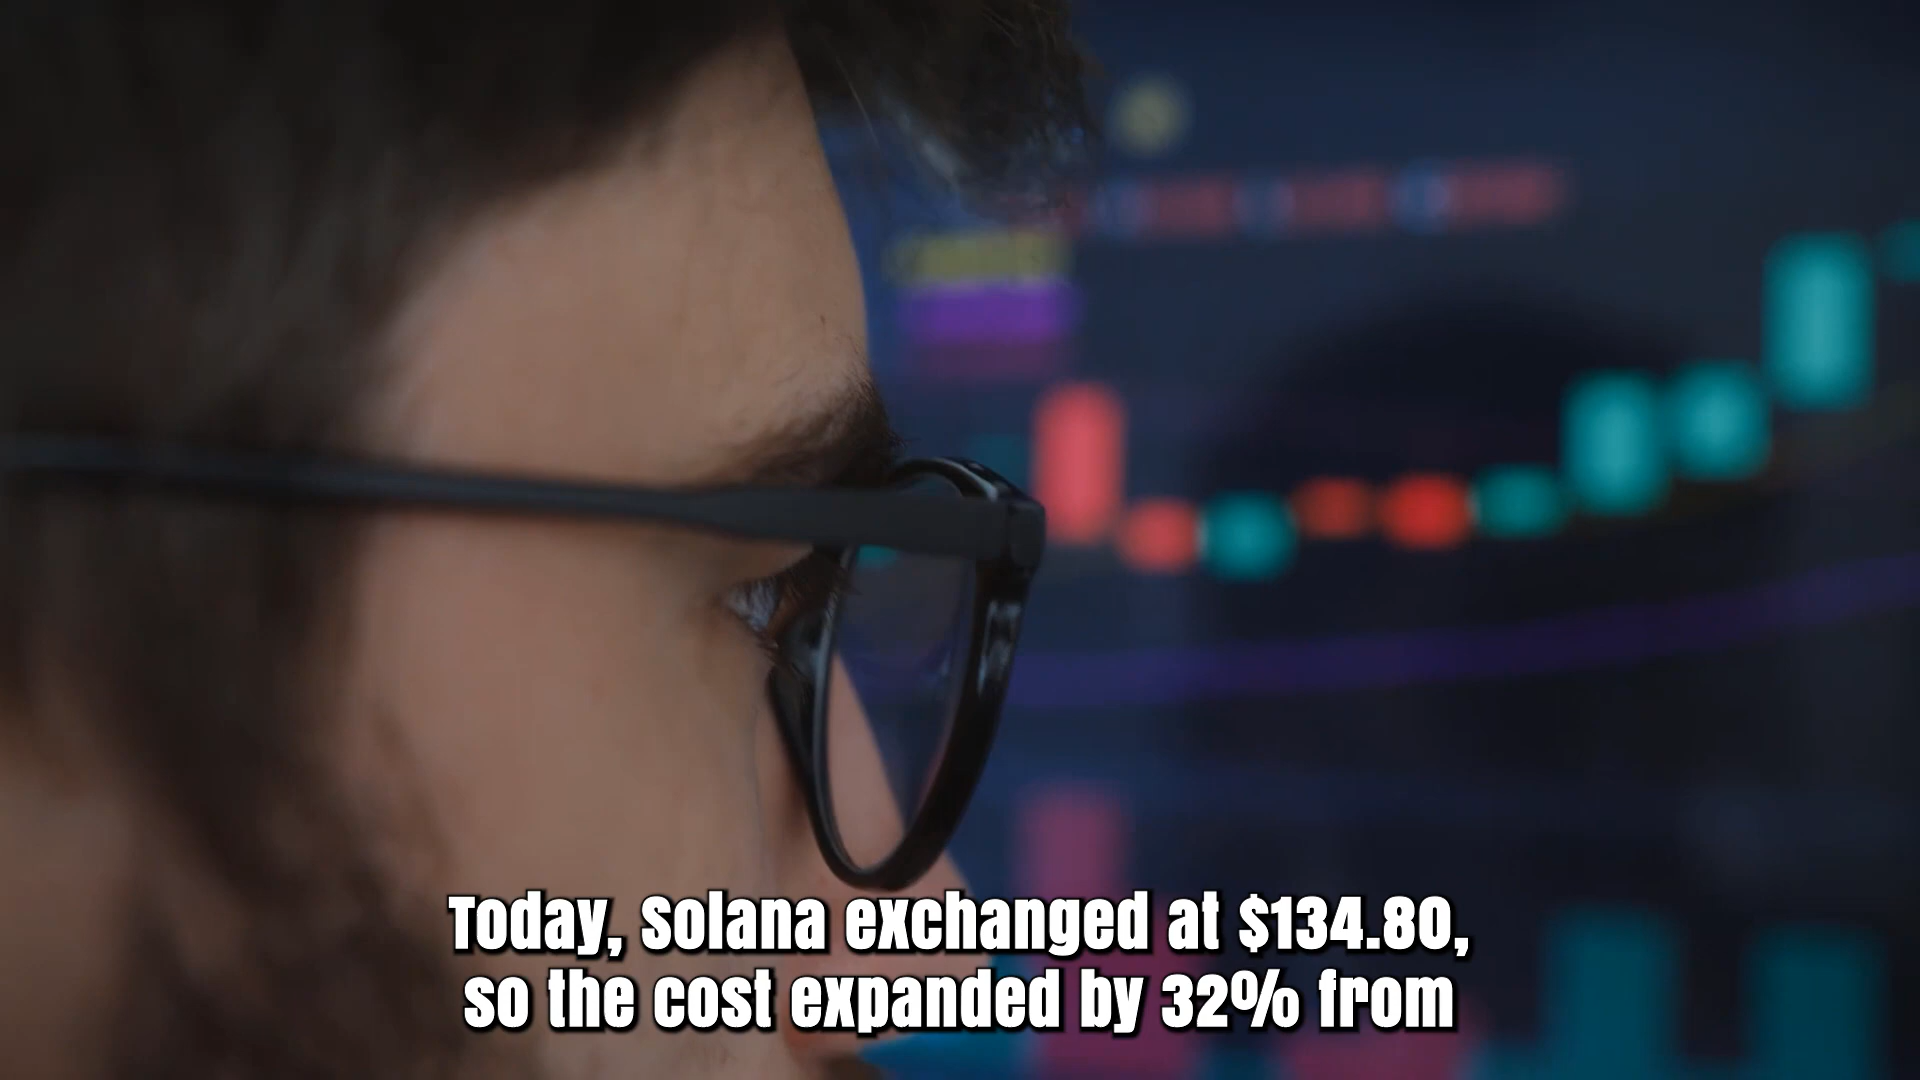 Today, Solana exchanged at $134.80,
so the cost expanded by 32% from